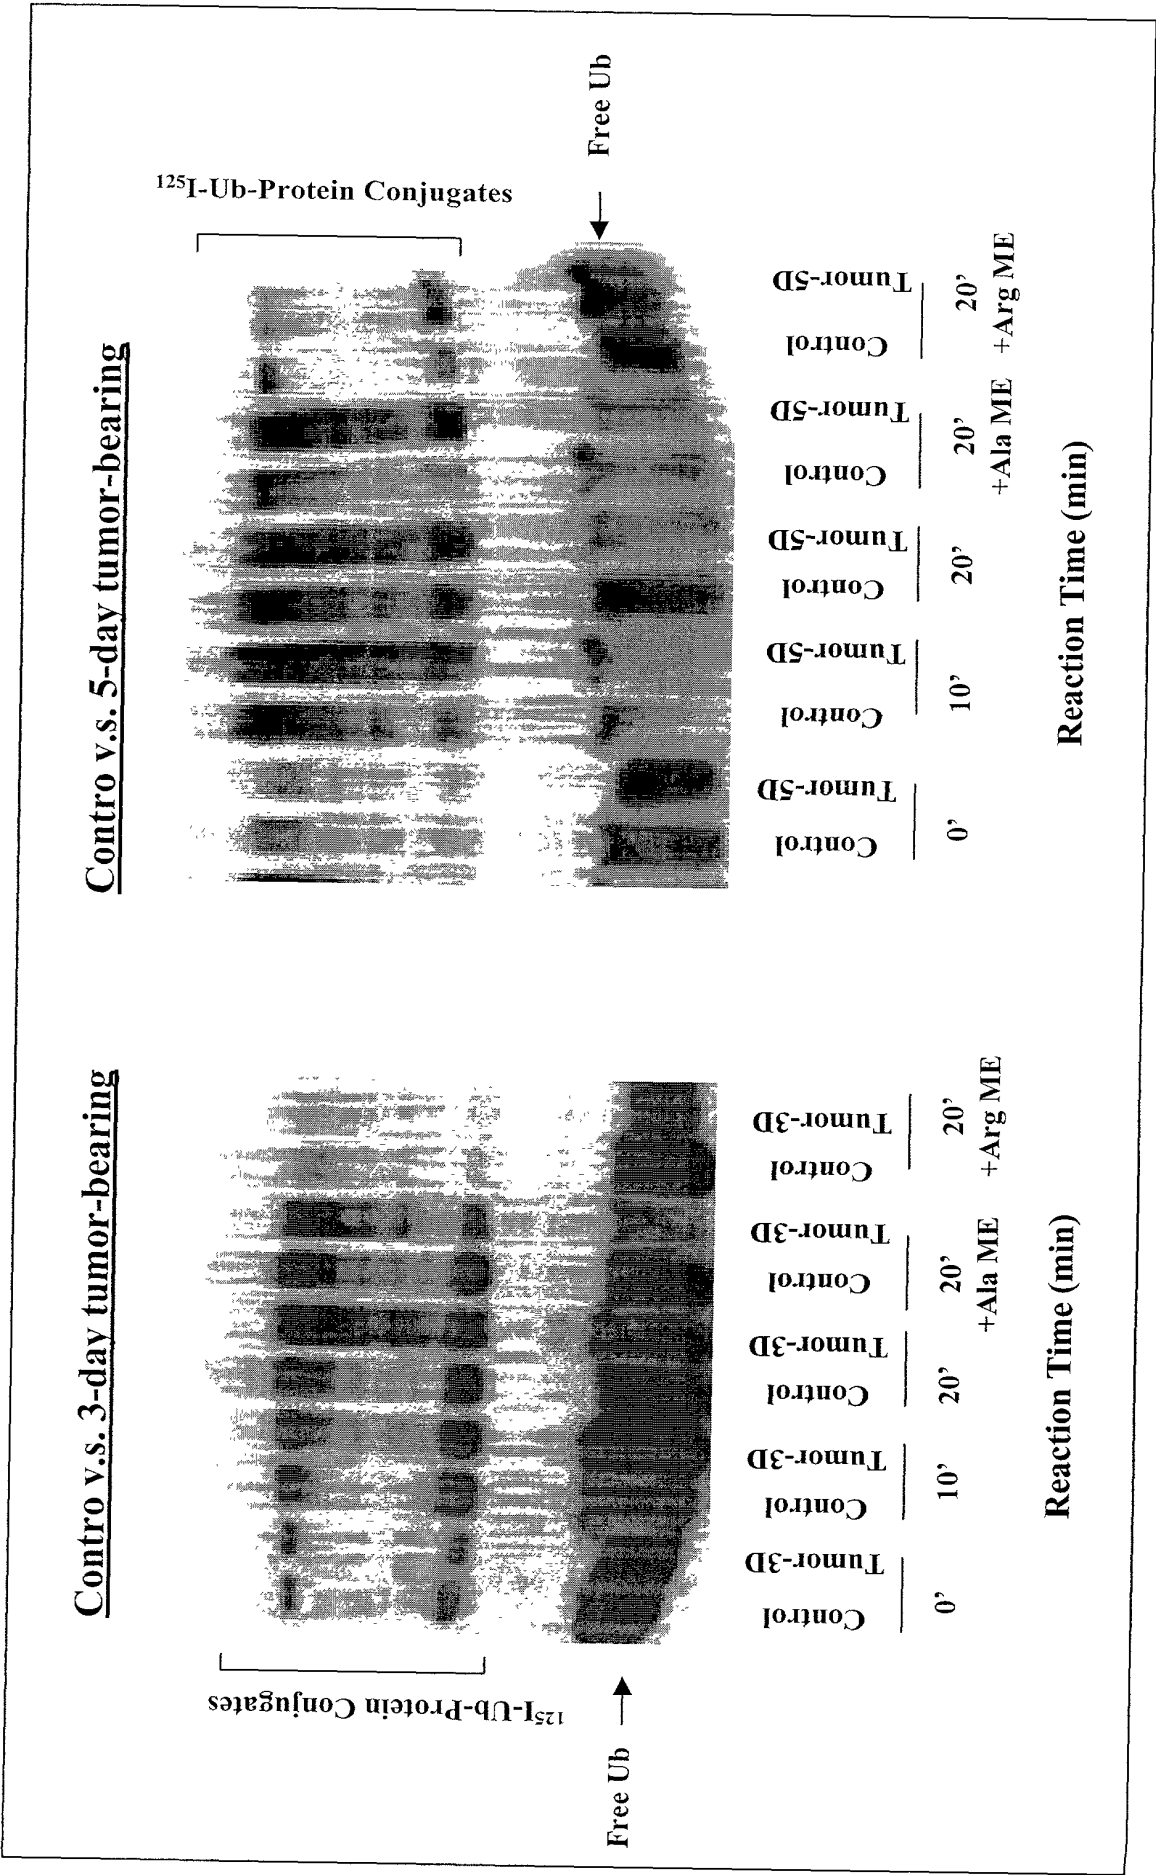 Contro v.s. 3-day tumor-bearing
¹²⁵I-Ub-Protein Conjugates
Free Ub
Control Tumor-3D Control Tumor-3D Control Tumor-3D Control Tumor-3D Control Tumor-3D
0' 10' 20' 20' 20'
+Ala ME +Arg ME
Reaction Time (min)
Contro v.s. 5-day tumor-bearing
¹²⁵I-Ub-Protein Conjugates
Free Ub
Control Tumor-5D Control Tumor-5D Control Tumor-5D Control Tumor-5D Control Tumor-5D
0' 10' 20' 20' 20'
+Ala ME +Arg ME
Reaction Time (min)